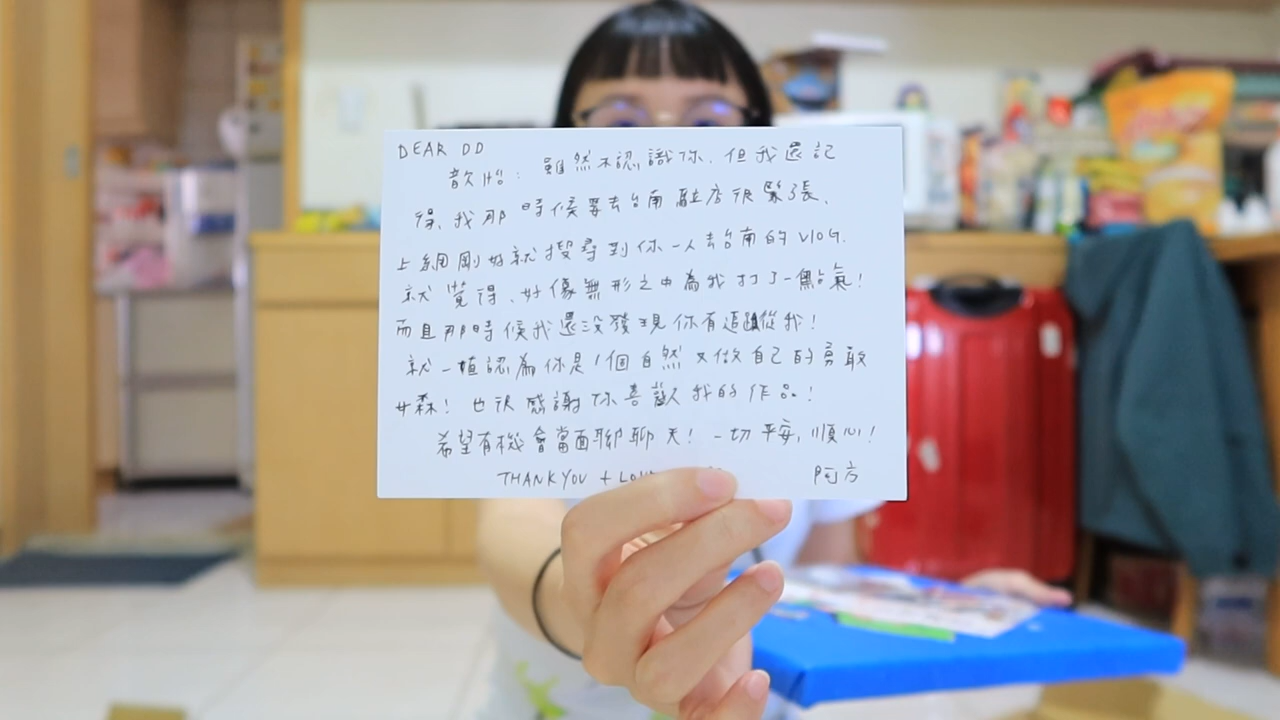 DEAR DD
歆怡: 雖然不認識你、但我還記
得、我那時候要去台南駐店很緊張、
上網剛好就搜尋到你一人去台南的VLOG.
就覺得、好像無形之中為我打了一點氣!
而且那時候我還沒發現你有追蹤我!
就一直認為你是1個自然又做自己的勇敢
女森! 也很感謝你喜歡我的作品!
希望有機會當面聊聊天! 一切平安,順心!
THANK YOU + 阿方